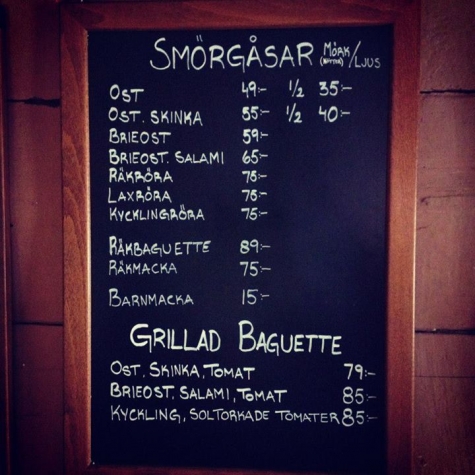 SMÖRGÅSAR MÖRK (NÖTTER) / LJUS
OST 49:- 1/2 35:-
OST, SKINKA 55:- 1/2 40:-
BRIEOST 59:-
BRIEOST, SALAMI 65:-
RÄKRÖRA 75:-
LAXRÖRA 75:-
KYCKLINGRÖRA 75:-
RÄKBAGUETTE 89:-
RÄKMACKA 75:-
BARNMACKA 15:-
GRILLAD BAGUETTE
OST, SKINKA, TOMAT 79:-
BRIEOST, SALAMI, TOMAT 85:-
KYCKLING, SOLTORKADE TOMATER 85:-